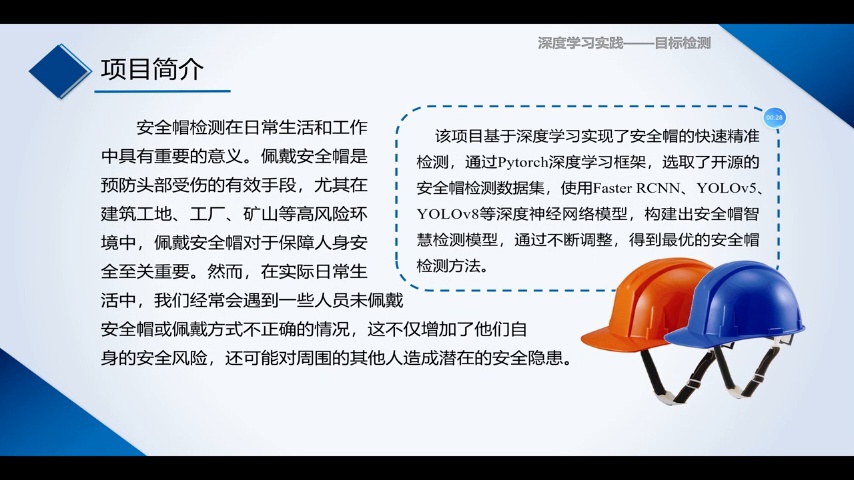 深度学习实践——目标检测
项目简介
安全帽检测在日常生活和工作
中具有重要的意义。佩戴安全帽是
预防头部受伤的有效手段，尤其在
建筑工地、工厂、矿山等高风险环
境中，佩戴安全帽对于保障人身安
全至关重要。然而，在实际日常生
活中，我们经常会遇到一些人员未佩戴
安全帽或佩戴方式不正确的情况，这不仅增加了他们自
身的安全风险，还可能对周围的其他人造成潜在的安全隐患。
00:28
该项目基于深度学习实现了安全帽的快速精准
检测，通过Pytorch深度学习框架，选取了开源的
安全帽检测数据集，使用Faster RCNN、YOLOv5、
YOLOv8等深度神经网络模型，构建出安全帽智
慧检测模型，通过不断调整，得到最优的安全帽
检测方法。